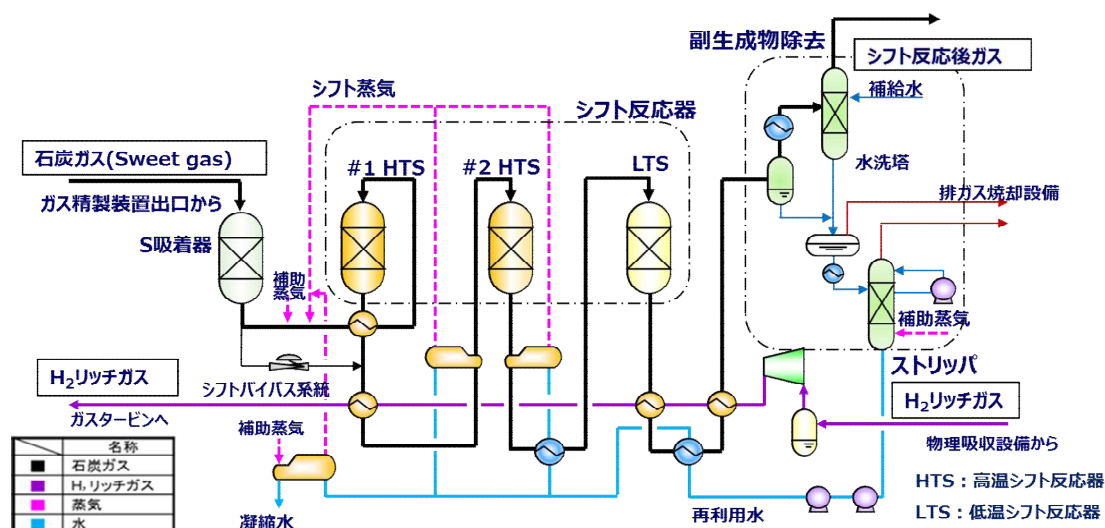 副生成物除去
シフト反応後ガス
シフト蒸気
補給水
シフト反応器
石炭ガス(Sweet gas)
#1 HTS
#2 HTS
LTS
水洗塔
ガス精製装置出口から
排ガス焼却設備
S吸着器
補助
蒸気
補助蒸気
ストリッパ
H₂リッチガス
シフトバイパス系統
H₂リッチガス
ガスタービンへ
物理吸収設備から
補助蒸気
名称
石炭ガス
H₂リッチガス
蒸気
水
凝縮水
再利用水
HTS：高温シフト反応器
LTS：低温シフト反応器